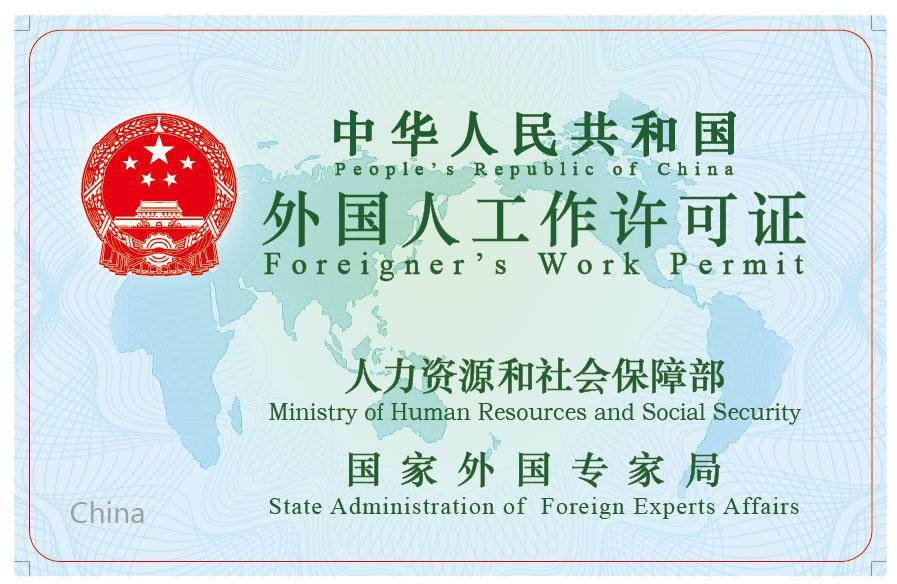 中华人民共和国
People's Republic of China
外国人工作许可证
Foreigner's Work Permit
人力资源和社会保障部
Ministry of Human Resources and Social Security
国家外国专家局
State Administration of Foreign Experts Affairs
China